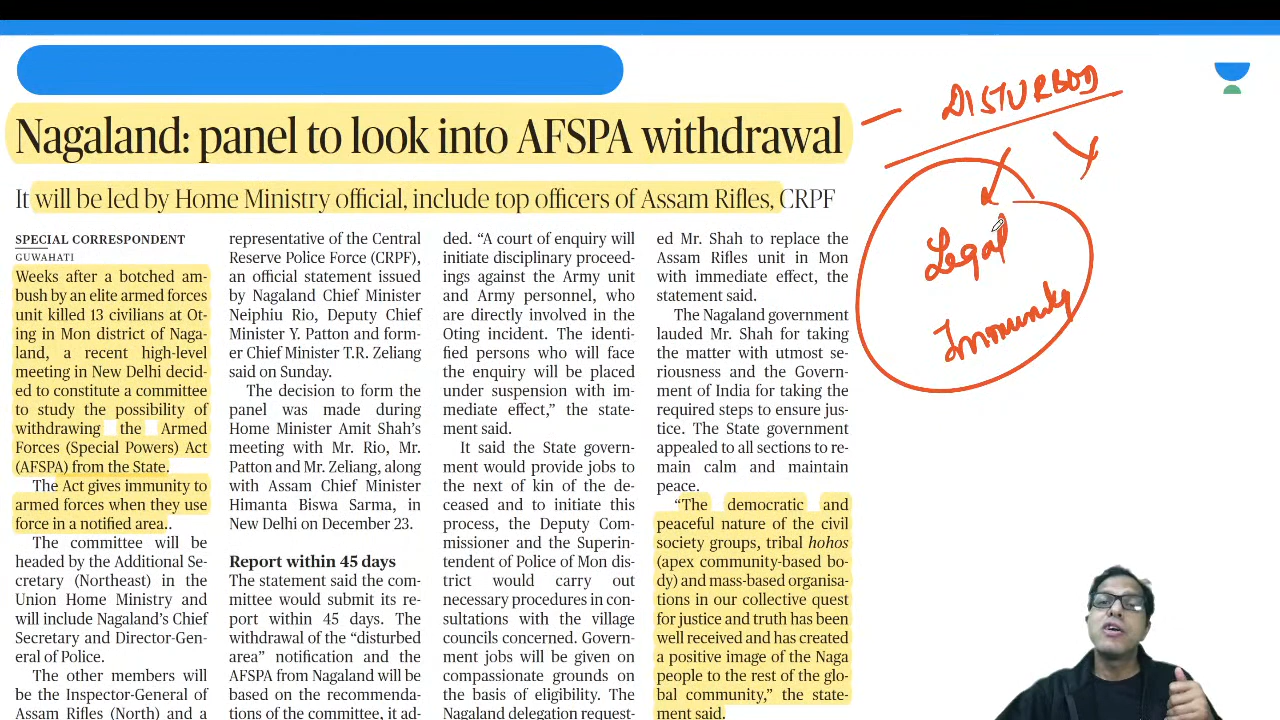 Nagaland: panel to look into AFSPA withdrawal
It will be led by Home Ministry official, include top officers of Assam Rifles, CRPF
SPECIAL CORRESPONDENT
GUWAHATI
Weeks after a botched am-
bush by an elite armed forces
unit killed 13 civilians at Ot-
ing in Mon district of Naga-
land, a recent high-level
meeting in New Delhi decid-
ed to constitute a committee
to study the possibility of
withdrawing the Armed
Forces (Special Powers) Act
(AFSPA) from the State.
The Act gives immunity to
armed forces when they use
force in a notified area..
The committee will be
headed by the Additional Se-
cretary (Northeast) in the
Union Home Ministry and
will include Nagaland's Chief
Secretary and Director-Gen-
eral of Police.
The other members will
be the Inspector-General of
Assam Rifles (North) and a
representative of the Central
Reserve Police Force (CRPF),
an official statement issued
by Nagaland Chief Minister
Neiphiu Rio, Deputy Chief
Minister Y. Patton and form-
er Chief Minister T.R. Zeliang
said on Sunday.
The decision to form the
panel was made during
Home Minister Amit Shah's
meeting with Mr. Rio, Mr.
Patton and Mr. Zeliang, along
with Assam Chief Minister
Himanta Biswa Sarma, in
New Delhi on December 23.
Report within 45 days
The statement said the com-
mittee would submit its re-
port within 45 days. The
withdrawal of the "disturbed
area" notification and the
AFSPA from Nagaland will be
based on the recommenda-
tions of the committee, it ad-
ded. "A court of enquiry will
initiate disciplinary proceed-
ings against the Army unit
and Army personnel, who
are directly involved in the
Oting incident. The identi-
fied persons who will face
the enquiry will be placed
under suspension with im-
mediate effect," the state-
ment said.
It said the State govern-
ment would provide jobs to
the next of kin of the de-
ceased and to initiate this
process, the Deputy Com-
missioner and the Superin-
tendent of Police of Mon dis-
trict would carry out
necessary procedures in con-
sultations with the village
councils concerned. Govern-
ment jobs will be given on
compassionate grounds on
the basis of eligibility. The
Nagaland delegation request-
ed Mr. Shah to replace the
Assam Rifles unit in Mon
with immediate effect, the
statement said.
The Nagaland government
lauded Mr. Shah for taking
the matter with utmost se-
riousness and the Govern-
ment of India for taking the
required steps to ensure jus-
tice. The State government
appealed to all sections to re-
main calm and maintain
peace.
"The democratic and
peaceful nature of the civil
society groups, tribal hohos
(apex community-based bo-
dy) and mass-based organisa-
tions in our collective quest
for justice and truth has been
well received and has created
a positive image of the Naga
people to the rest of the glo-
bal community," the state-
ment said.
- DISTURBED
Legal
Immunity